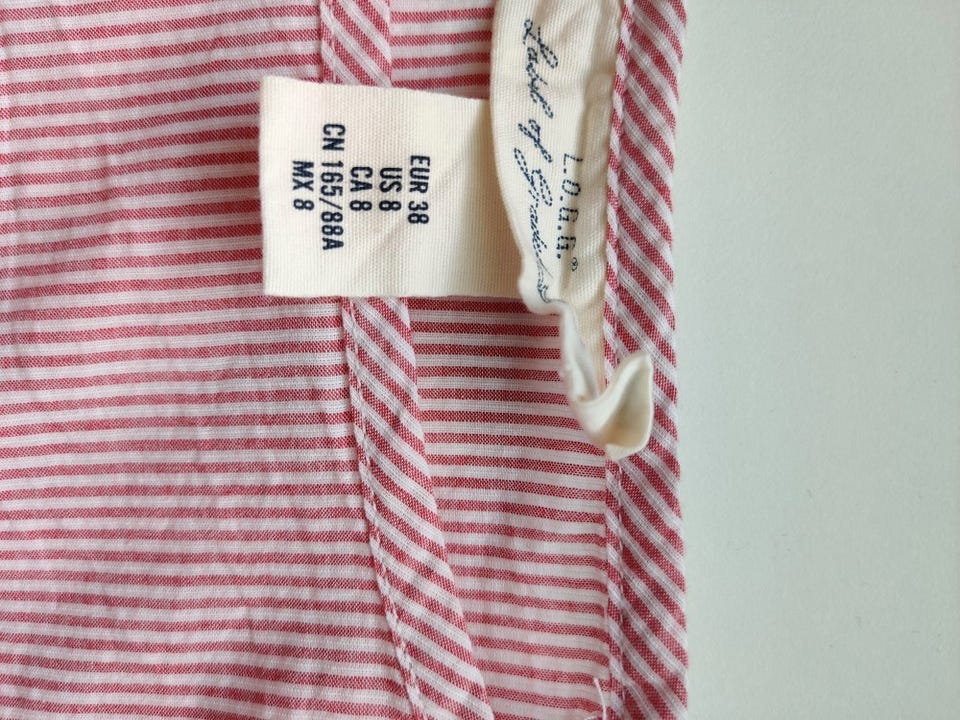 L.O.G.G.®
Label of Graded
EUR 38
US 8
CA 8
CN 165/88A
MX 8